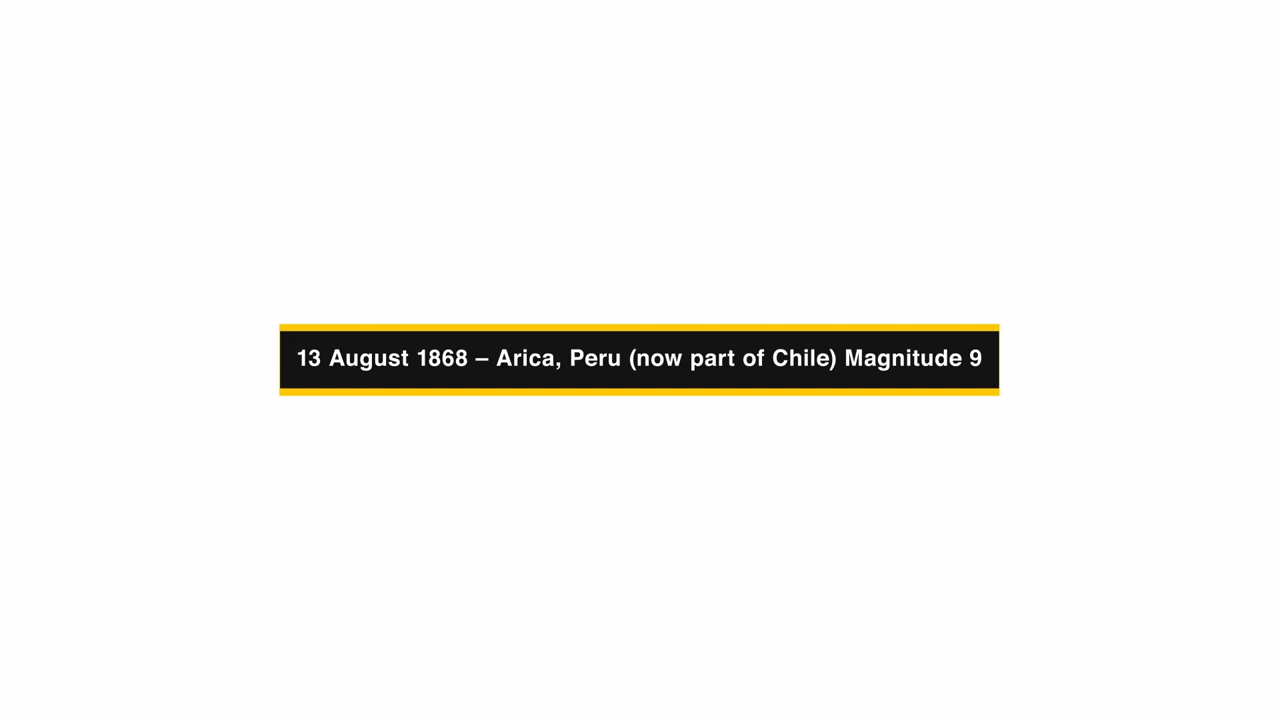 13 August 1868 – Arica, Peru (now part of Chile) Magnitude 9